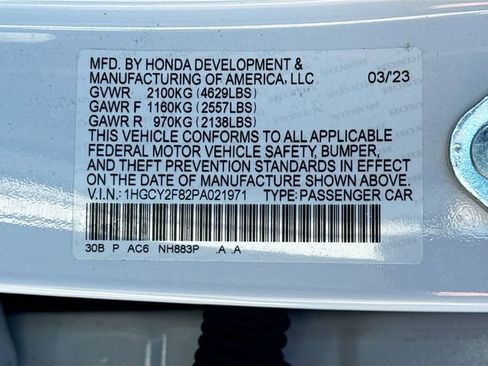 MFD. BY HONDA DEVELOPMENT &
MANUFACTURING OF AMERICA, LLC 03/23
GVWR 2100KG (4629LBS)
GAWR F 1160KG (2557LBS)
GAWR R 970KG (2138LBS)
THIS VEHICLE CONFORMS TO ALL APPLICABLE
FEDERAL MOTOR VEHICLE SAFETY, BUMPER,
AND THEFT PREVENTION STANDARDS IN EFFECT
ON THE DATE OF MANUFACTURE SHOWN ABOVE.
V.I.N.:1HGCY2F82PA021971 TYPE:PASSENGER CAR
30B P AC6 NH883P .A .A